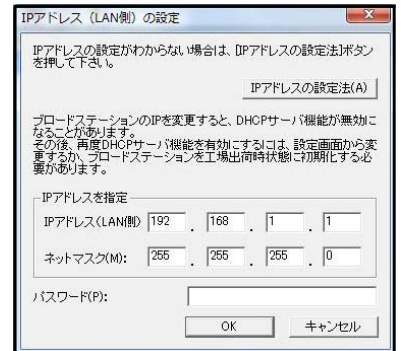 IPアドレス（LAN側）の設定
IPアドレスの設定がわからない場合は、[IPアドレスの設定法]ボタン
を押して下さい。
IPアドレスの設定法(A)
ブロードステーションのIPを変更すると、DHCPサーバ機能が無効に
なることがあります。
その後、再度DHCPサーバ機能を有効にするには、設定画面から変
更するか、ブロードステーションを工場出荷時状態に初期化する必
要があります。
IPアドレスを指定
IPアドレス(LAN側) 192 . 168 . 1 . 1
ネットマスク(M): 255 . 255 . 255 . 0
パスワード(P):
OK キャンセル